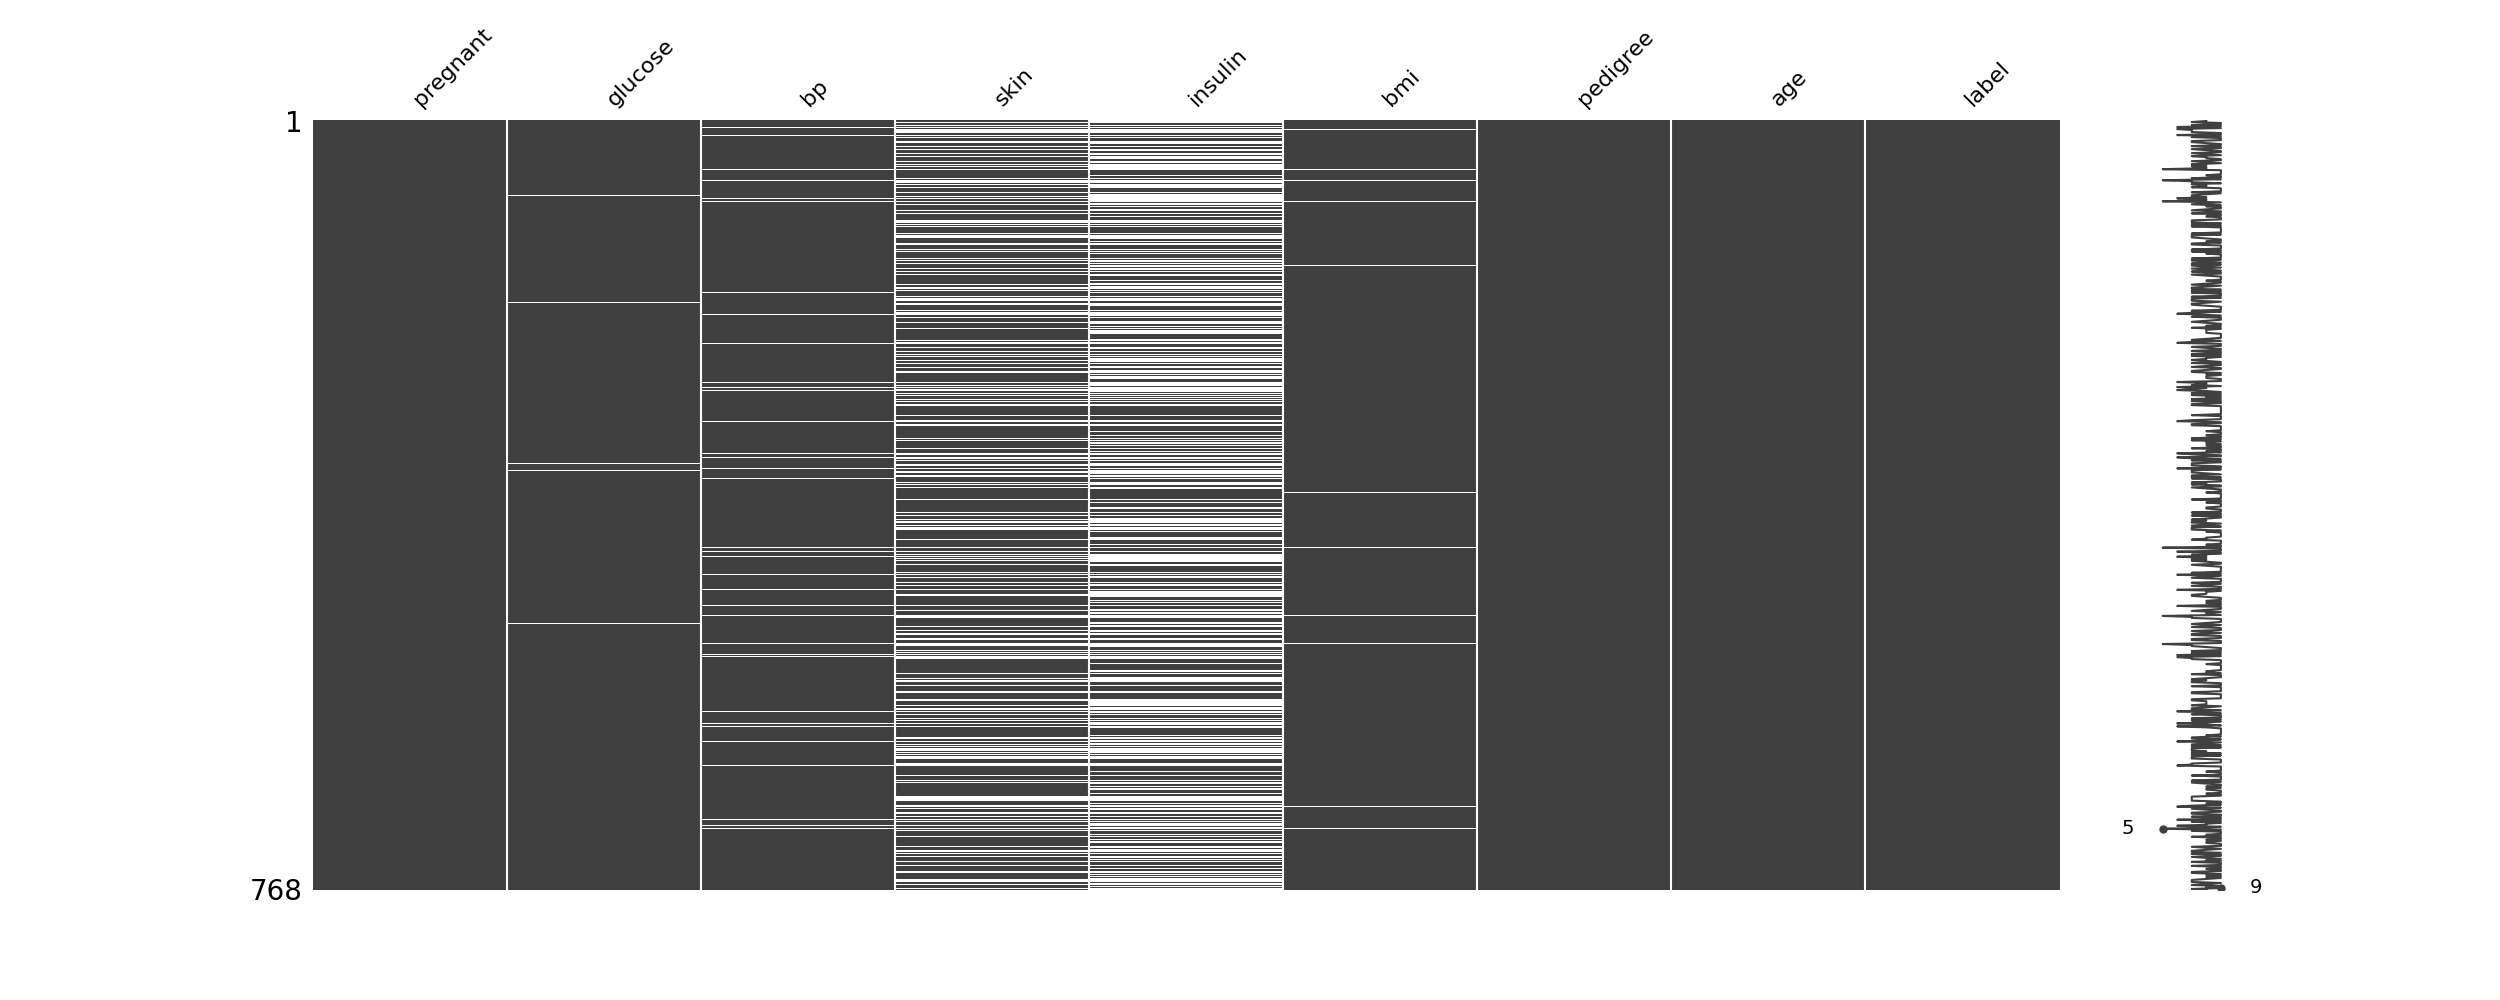 pregnant
glucose
bp
skin
insulin
bmi
pedigree
age
label
1
768
5
9